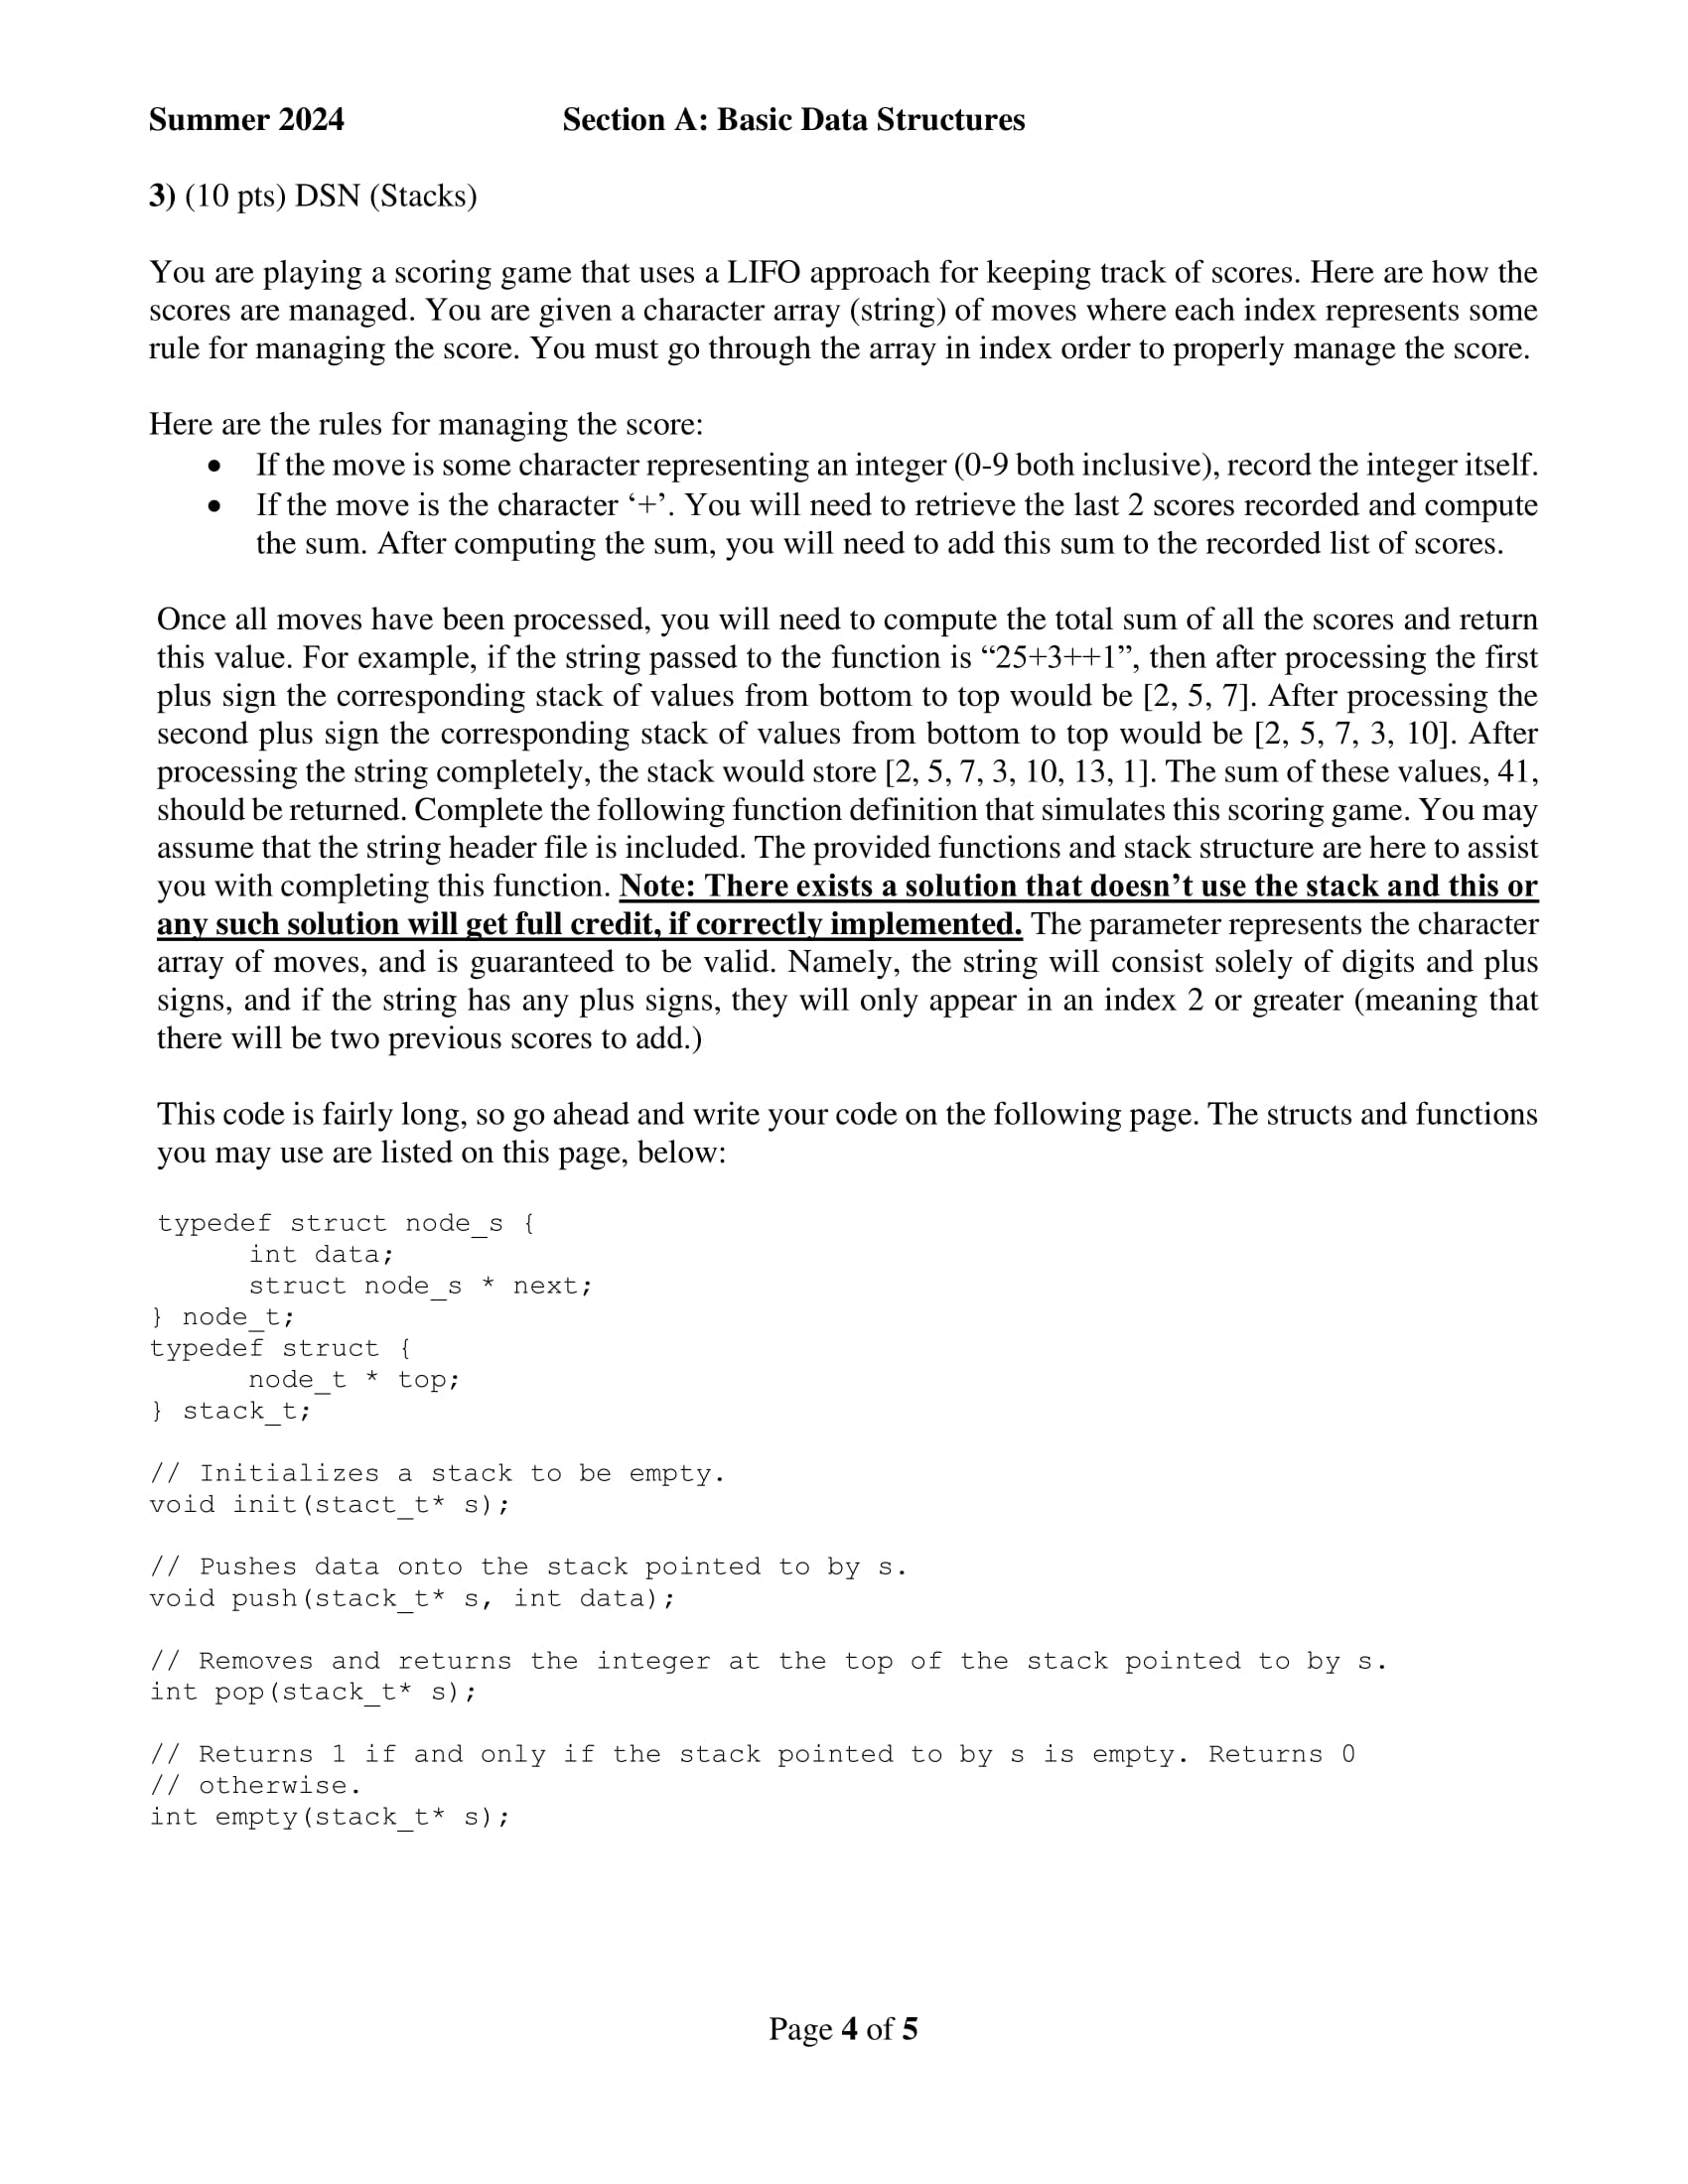 Summer 2024 Section A: Basic Data Structures
3) (10 pts) DSN (Stacks)
You are playing a scoring game that uses a LIFO approach for keeping track of scores. Here are how the
scores are managed. You are given a character array (string) of moves where each index represents some
rule for managing the score. You must go through the array in index order to properly manage the score.
Here are the rules for managing the score:
• If the move is some character representing an integer (0-9 both inclusive), record the integer itself.
• If the move is the character ‘+’. You will need to retrieve the last 2 scores recorded and compute
the sum. After computing the sum, you will need to add this sum to the recorded list of scores.
Once all moves have been processed, you will need to compute the total sum of all the scores and return
this value. For example, if the string passed to the function is “25+3++1”, then after processing the first
plus sign the corresponding stack of values from bottom to top would be [2, 5, 7]. After processing the
second plus sign the corresponding stack of values from bottom to top would be [2, 5, 7, 3, 10]. After
processing the string completely, the stack would store [2, 5, 7, 3, 10, 13, 1]. The sum of these values, 41,
should be returned. Complete the following function definition that simulates this scoring game. You may
assume that the string header file is included. The provided functions and stack structure are here to assist
you with completing this function. Note: There exists a solution that doesn’t use the stack and this or
any such solution will get full credit, if correctly implemented. The parameter represents the character
array of moves, and is guaranteed to be valid. Namely, the string will consist solely of digits and plus
signs, and if the string has any plus signs, they will only appear in an index 2 or greater (meaning that
there will be two previous scores to add.)
This code is fairly long, so go ahead and write your code on the following page. The structs and functions
you may use are listed on this page, below:
typedef struct node_s {
int data;
struct node_s * next;
} node_t;
typedef struct {
node_t * top;
} stack_t;
// Initializes a stack to be empty.
void init(stact_t* s);
// Pushes data onto the stack pointed to by s.
void push(stack_t* s, int data);
// Removes and returns the integer at the top of the stack pointed to by s.
int pop(stack_t* s);
// Returns 1 if and only if the stack pointed to by s is empty. Returns 0
// otherwise.
int empty(stack_t* s);
Page 4 of 5